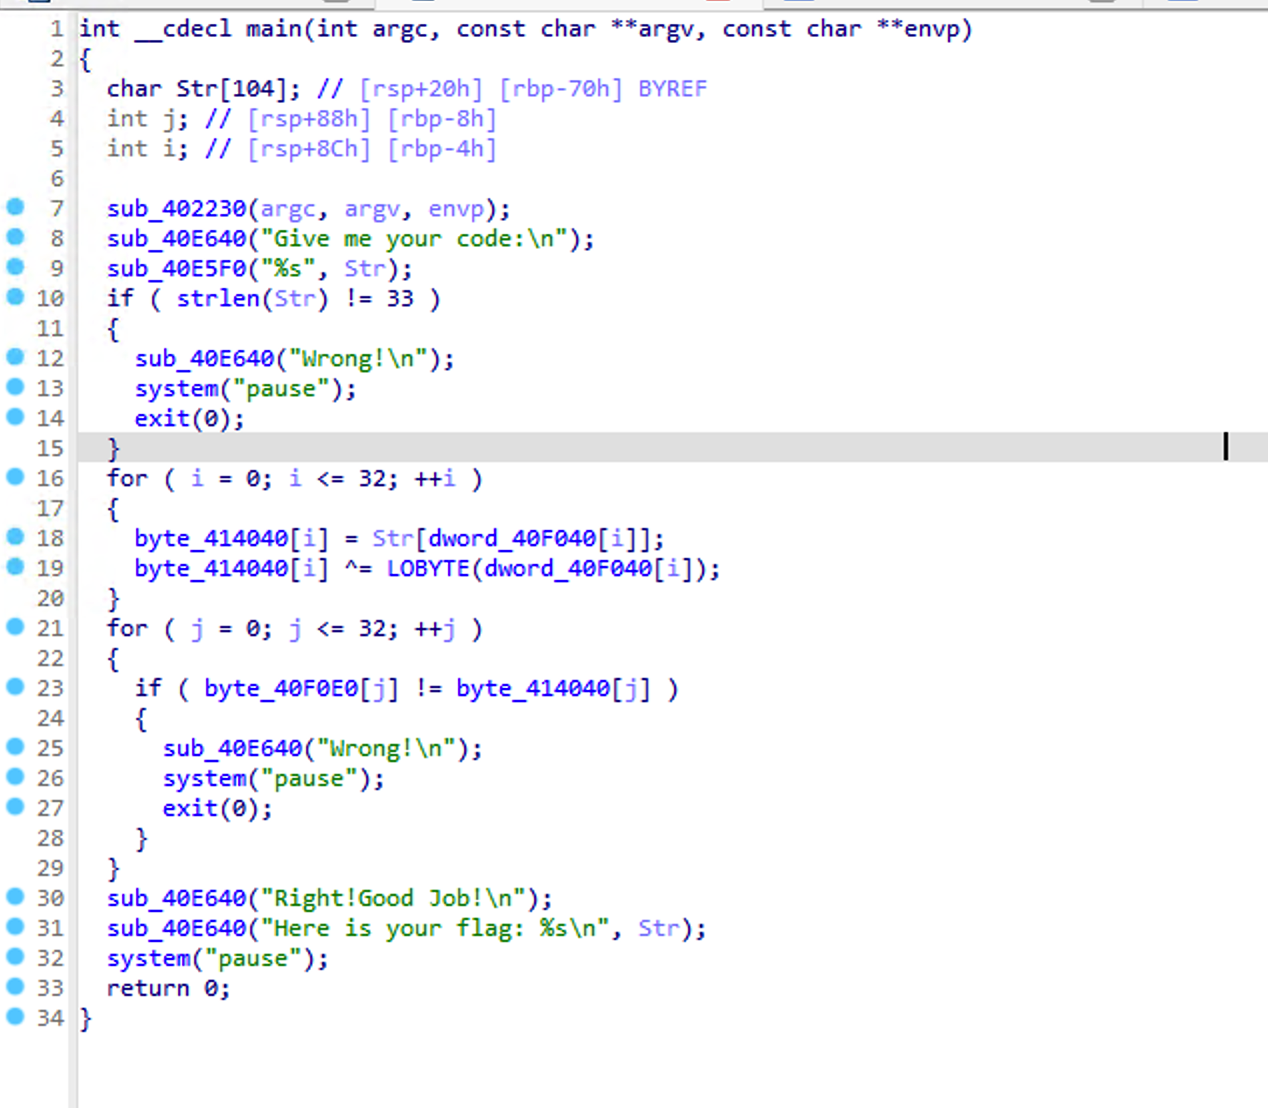 1 int __cdecl main(int argc, const char **argv, const char **envp)
2 {
3 char Str[104]; // [rsp+20h] [rbp-70h] BYREF
4 int j; // [rsp+88h] [rbp-8h]
5 int i; // [rsp+8Ch] [rbp-4h]
6
7 sub_402230(argc, argv, envp);
8 sub_40E640("Give me your code:\n");
9 sub_40E5F0("%s", Str);
10 if ( strlen(Str) != 33 )
11 {
12 sub_40E640("Wrong!\n");
13 system("pause");
14 exit(0);
15 }
16 for ( i = 0; i <= 32; ++i )
17 {
18 byte_414040[i] = Str[dword_40F040[i]];
19 byte_414040[i] ^= LOBYTE(dword_40F040[i]);
20 }
21 for ( j = 0; j <= 32; ++j )
22 {
23 if ( byte_40F0E0[j] != byte_414040[j] )
24 {
25 sub_40E640("Wrong!\n");
26 system("pause");
27 exit(0);
28 }
29 }
30 sub_40E640("Right!Good Job!\n");
31 sub_40E640("Here is your flag: %s\n", Str);
32 system("pause");
33 return 0;
34 }